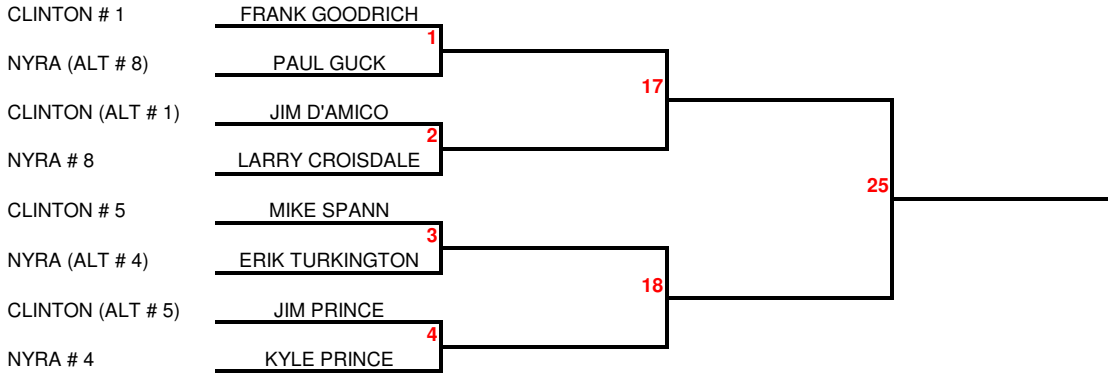 CLINTON # 1 FRANK GOODRICH
1
NYRA (ALT # 8) PAUL GUCK
17
CLINTON (ALT # 1) JIM D'AMICO
2
NYRA # 8 LARRY CROISDALE
25
CLINTON # 5 MIKE SPANN
3
NYRA (ALT # 4) ERIK TURKINGTON
18
CLINTON (ALT # 5) JIM PRINCE
4
NYRA # 4 KYLE PRINCE